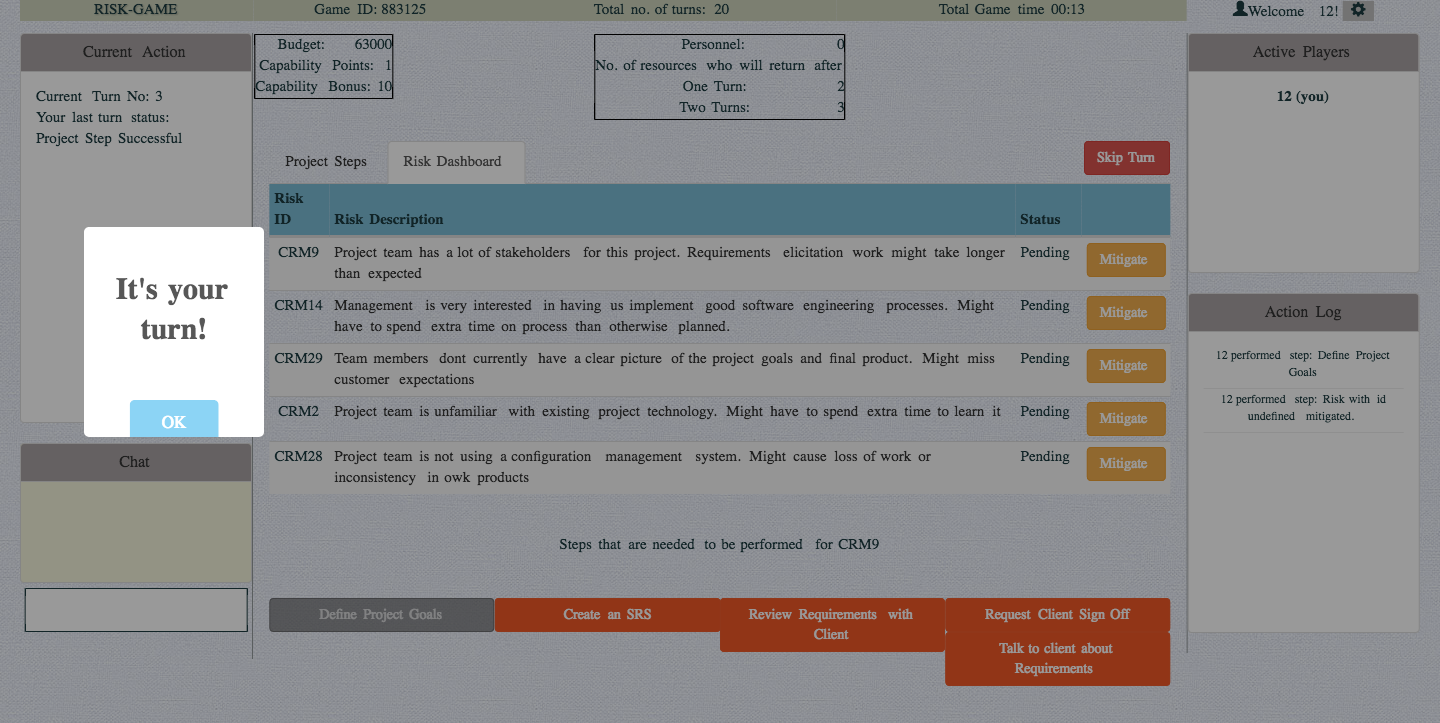 RISK-GAME Game ID: 883125 Total no. of turns: 20 Total Game time 00:13 Welcome 12!
Current Action
Current Turn No: 3
Your last turn status:
Project Step Successful
Budget: 63000
Capability Points: 1
Capability Bonus: 10
Personnel: 0
No. of resources who will return after
One Turn: 2
Two Turns: 3
Active Players
12 (you)
Project Steps Risk Dashboard Skip Turn
Risk
ID Risk Description Status
CRM9 Project team has a lot of stakeholders for this project. Requirements elicitation work might take longer Pending Mitigate
than expected
CRM14 Management is very interested in having us implement good software engineering processes. Might Pending Mitigate
have to spend extra time on process than otherwise planned.
CRM29 Team members dont currently have a clear picture of the project goals and final product. Might miss Pending Mitigate
customer expectations
CRM2 Project team is unfamiliar with existing project technology. Might have to spend extra time to learn it Pending Mitigate
CRM28 Project team is not using a configuration management system. Might cause loss of work or Pending Mitigate
inconsistency in owk products
It's your
turn!
OK
Action Log
12 performed step: Define Project
Goals
12 performed step: Risk with id
undefined mitigated.
Chat
Steps that are needed to be performed for CRM9
Define Project Goals Create an SRS Review Requirements with Request Client Sign Off
Client
Talk to client about
Requirements